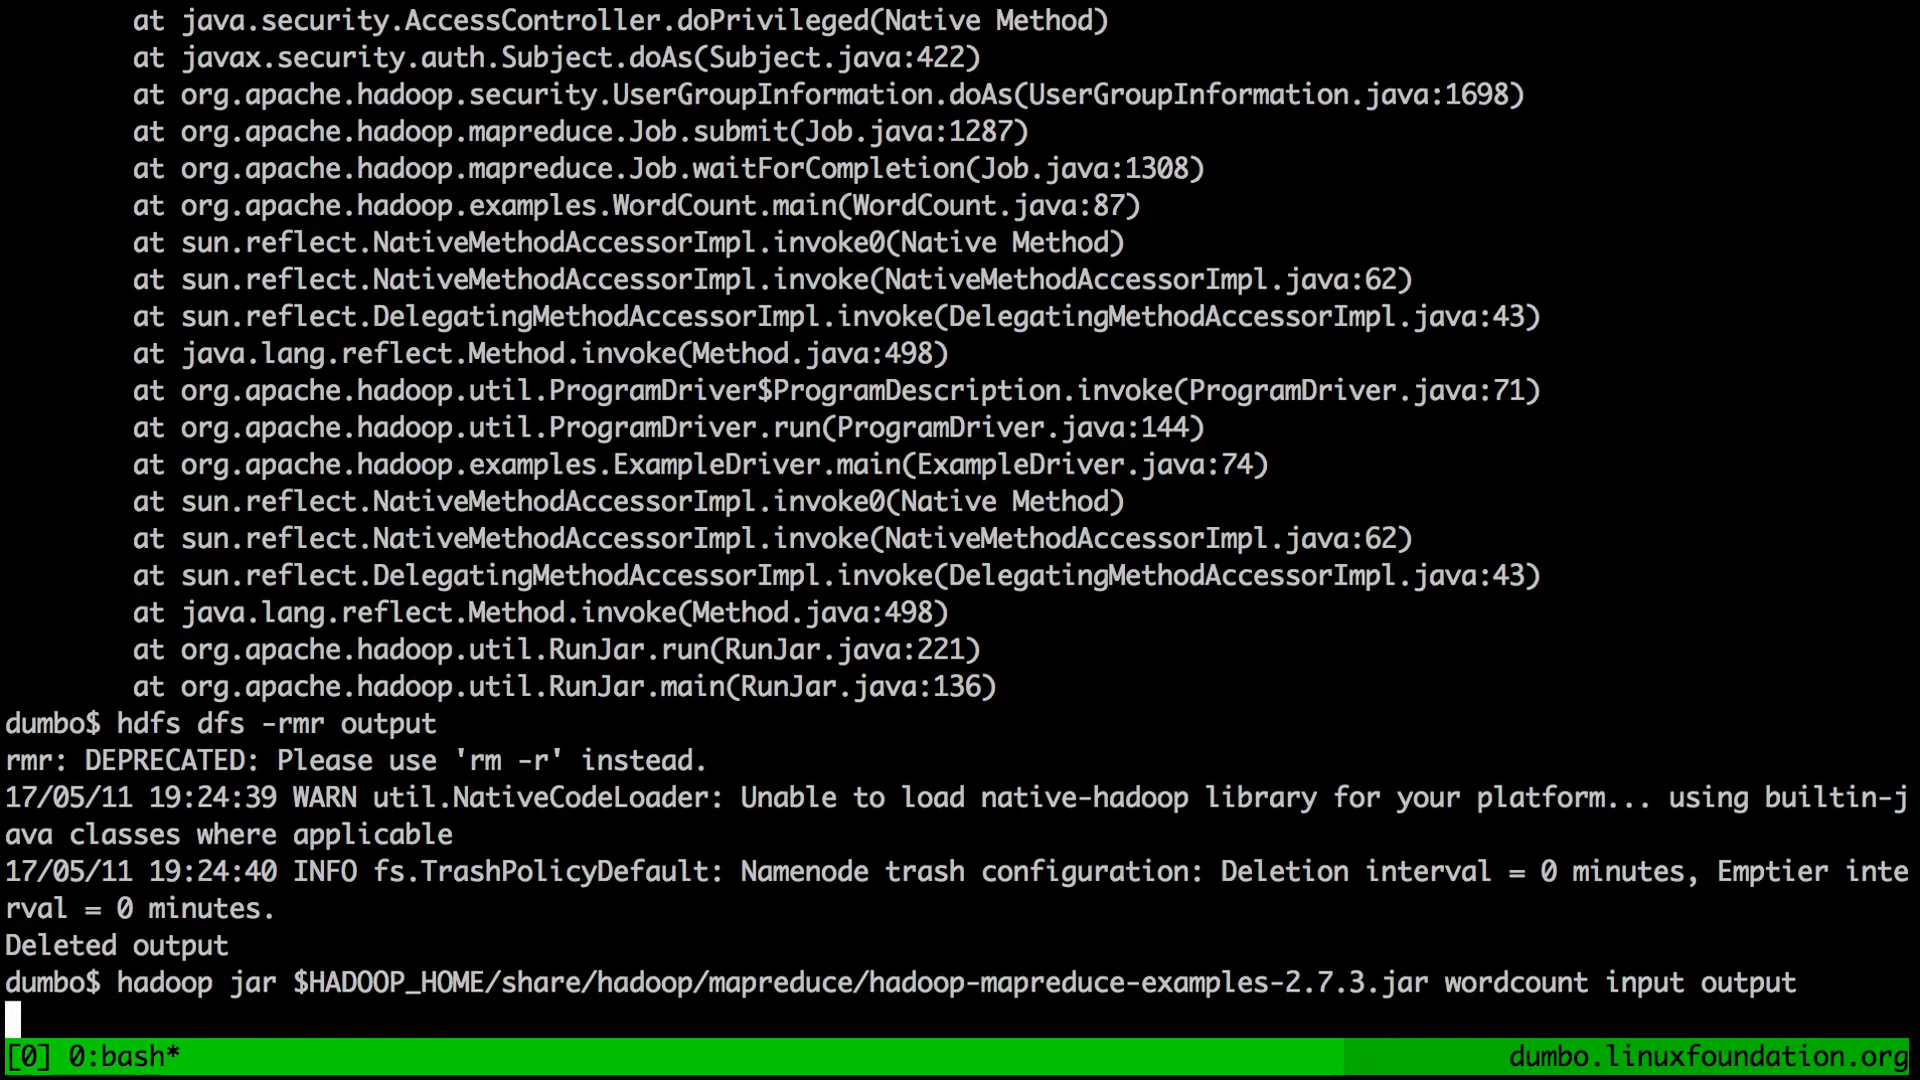 at java.security.AccessController.doPrivileged(Native Method)
at javax.security.auth.Subject.doAs(Subject.java:422)
at org.apache.hadoop.security.UserGroupInformation.doAs(UserGroupInformation.java:1698)
at org.apache.hadoop.mapreduce.Job.submit(Job.java:1287)
at org.apache.hadoop.mapreduce.Job.waitForCompletion(Job.java:1308)
at org.apache.hadoop.examples.WordCount.main(WordCount.java:87)
at sun.reflect.NativeMethodAccessorImpl.invoke0(Native Method)
at sun.reflect.NativeMethodAccessorImpl.invoke(NativeMethodAccessorImpl.java:62)
at sun.reflect.DelegatingMethodAccessorImpl.invoke(DelegatingMethodAccessorImpl.java:43)
at java.lang.reflect.Method.invoke(Method.java:498)
at org.apache.hadoop.util.ProgramDriver$ProgramDescription.invoke(ProgramDriver.java:71)
at org.apache.hadoop.util.ProgramDriver.run(ProgramDriver.java:144)
at org.apache.hadoop.examples.ExampleDriver.main(ExampleDriver.java:74)
at sun.reflect.NativeMethodAccessorImpl.invoke0(Native Method)
at sun.reflect.NativeMethodAccessorImpl.invoke(NativeMethodAccessorImpl.java:62)
at sun.reflect.DelegatingMethodAccessorImpl.invoke(DelegatingMethodAccessorImpl.java:43)
at java.lang.reflect.Method.invoke(Method.java:498)
at org.apache.hadoop.util.RunJar.run(RunJar.java:221)
at org.apache.hadoop.util.RunJar.main(RunJar.java:136)
dumbo$ hdfs dfs -rmr output
rmr: DEPRECATED: Please use 'rm -r' instead.
17/05/11 19:24:39 WARN util.NativeCodeLoader: Unable to load native-hadoop library for your platform... using builtin-j
ava classes where applicable
17/05/11 19:24:40 INFO fs.TrashPolicyDefault: Namenode trash configuration: Deletion interval = 0 minutes, Emptier inte
rval = 0 minutes.
Deleted output
dumbo$ hadoop jar $HADOOP_HOME/share/hadoop/mapreduce/hadoop-mapreduce-examples-2.7.3.jar wordcount input output
[0] 0:bash* dumbo.linuxfoundation.org